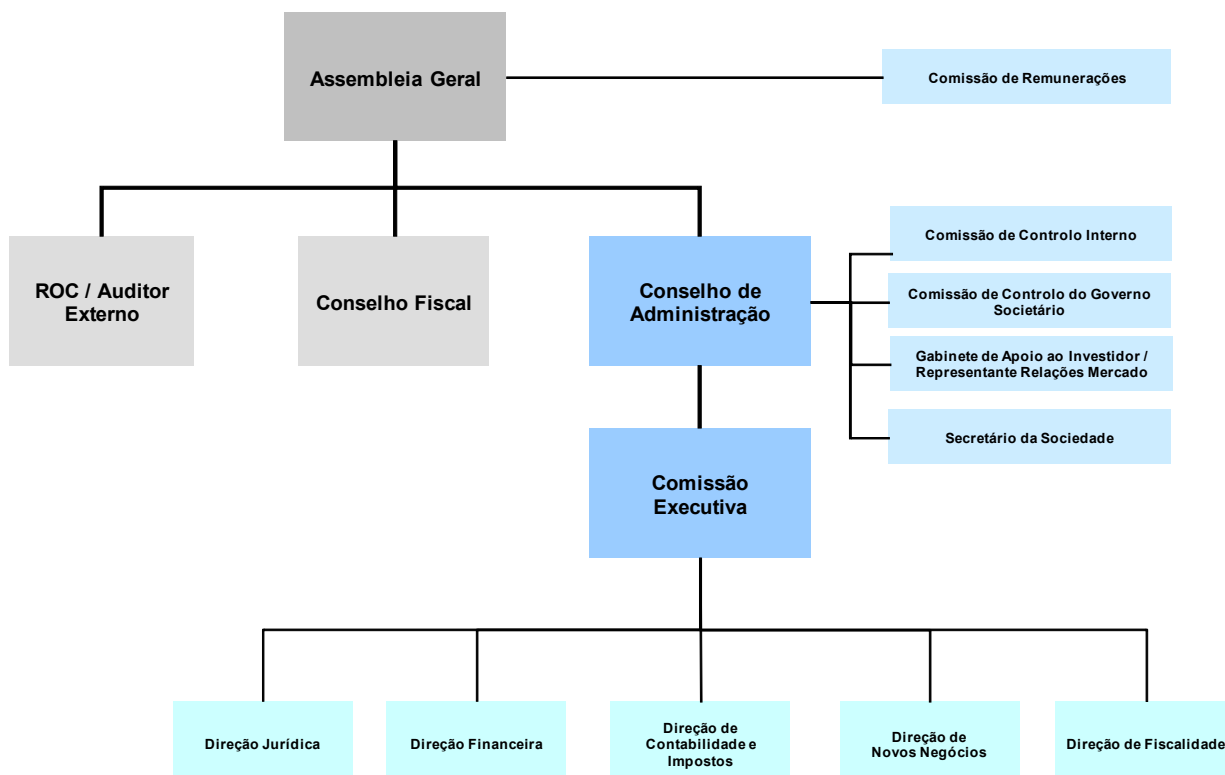 Assembleia Geral
Comissão de Remunerações
ROC / Auditor
Externo
Conselho Fiscal
Conselho de
Administração
Comissão de Controlo Interno
Comissão de Controlo do Governo
Societário
Gabinete de Apoio ao Investidor /
Representante Relações Mercado
Secretário da Sociedade
Comissão
Executiva
Direção Jurídica
Direção Financeira
Direção de
Contabilidade e
Impostos
Direção de
Novos Negócios
Direção de Fiscalidade